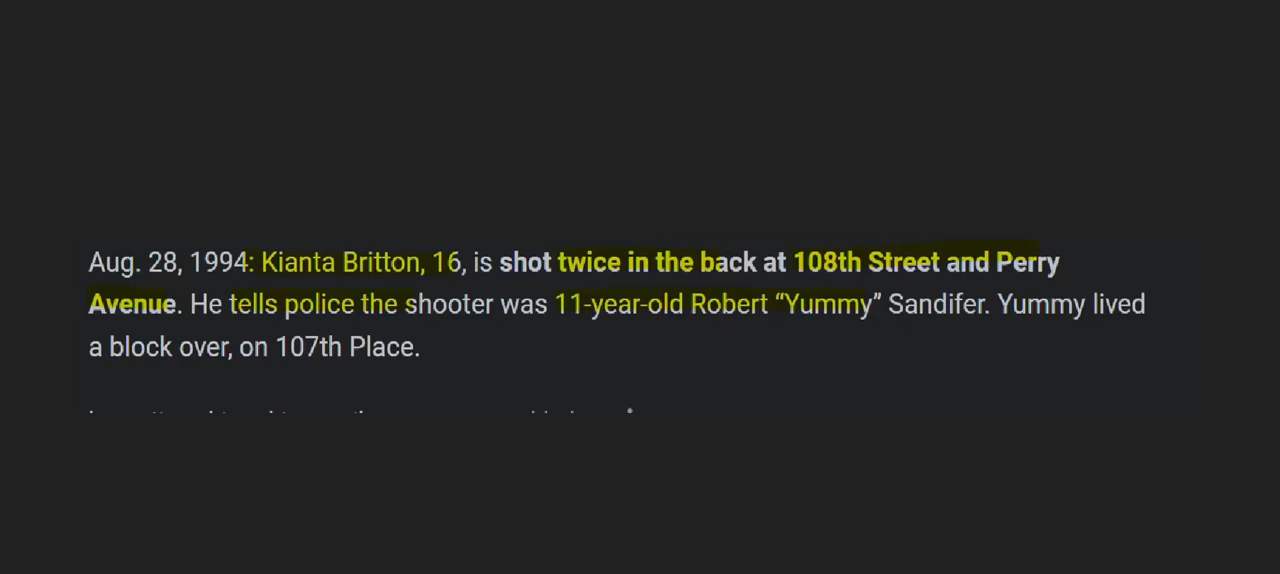 Aug. 28, 1994: Kianta Britton, 16, is shot twice in the back at 108th Street and Perry
Avenue. He tells police the shooter was 11-year-old Robert “Yummy” Sandifer. Yummy lived
a block over, on 107th Place.